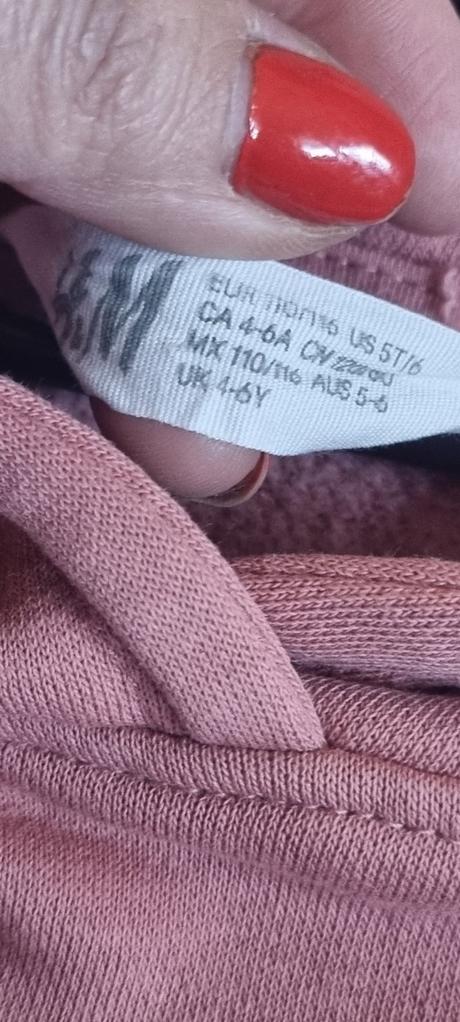 H&M
EUR 110/116 US 5T/6
CA 4-6A CN
MX 110/116 AUS 5-6
UK 4-6Y